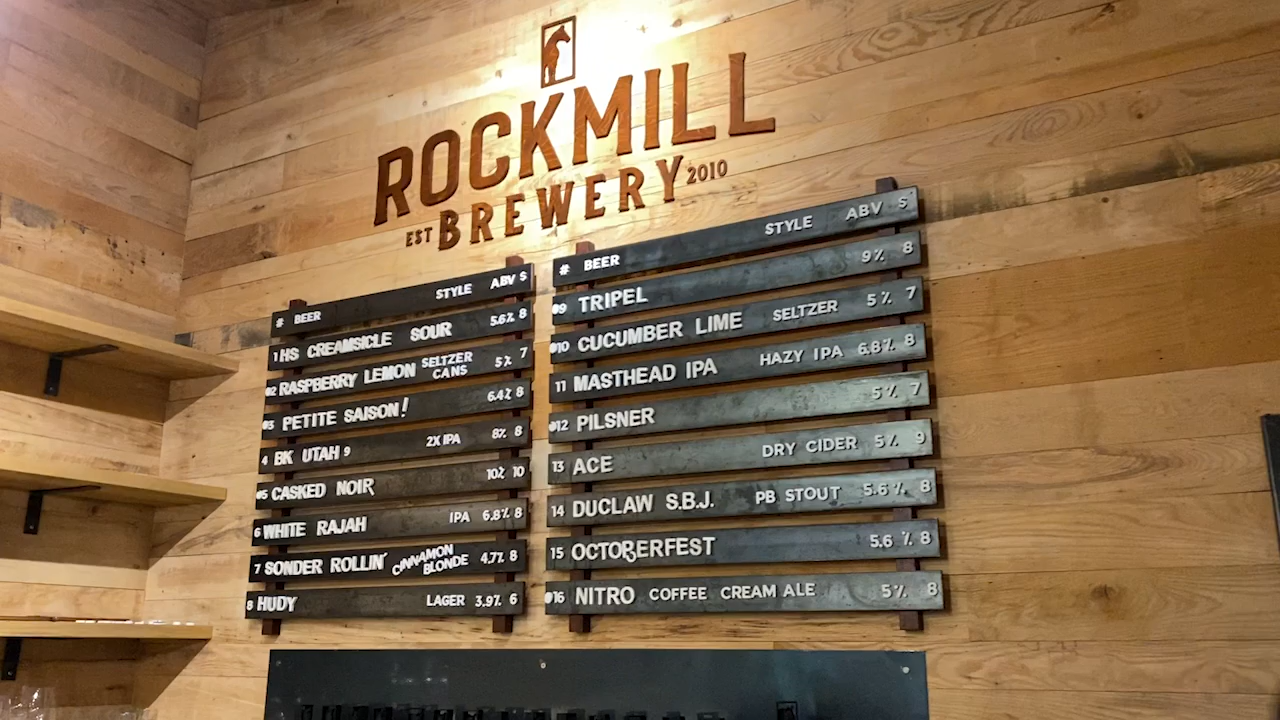 ROCKMILL
EST BREWERY 2010
# BEER STYLE ABV $
1 HS CREAMSICLE SOUR 5.6% 8
2 RASPBERRY LEMON SELTZER CANS 5% 7
3 PETITE SAISON! 6.4% 8
4 BK UTAH 9 2X IPA 8% 8
5 CASKED NOIR 10% 10
6 WHITE RAJAH IPA 6.8% 8
7 SONDER ROLLIN' CINNAMON BLONDE 4.7% 8
8 HUDY LAGER 3.9% 6
# BEER STYLE ABV $
9 TRIPEL 9% 8
10 CUCUMBER LIME SELTZER 5% 7
11 MASTHEAD IPA HAZY IPA 6.8% 8
12 PILSNER 5% 7
13 ACE DRY CIDER 5% 9
14 DUCLAW S.B.J. PB STOUT 5.6% 8
15 OCTOBERFEST 5.6% 8
16 NITRO COFFEE CREAM ALE 5% 8